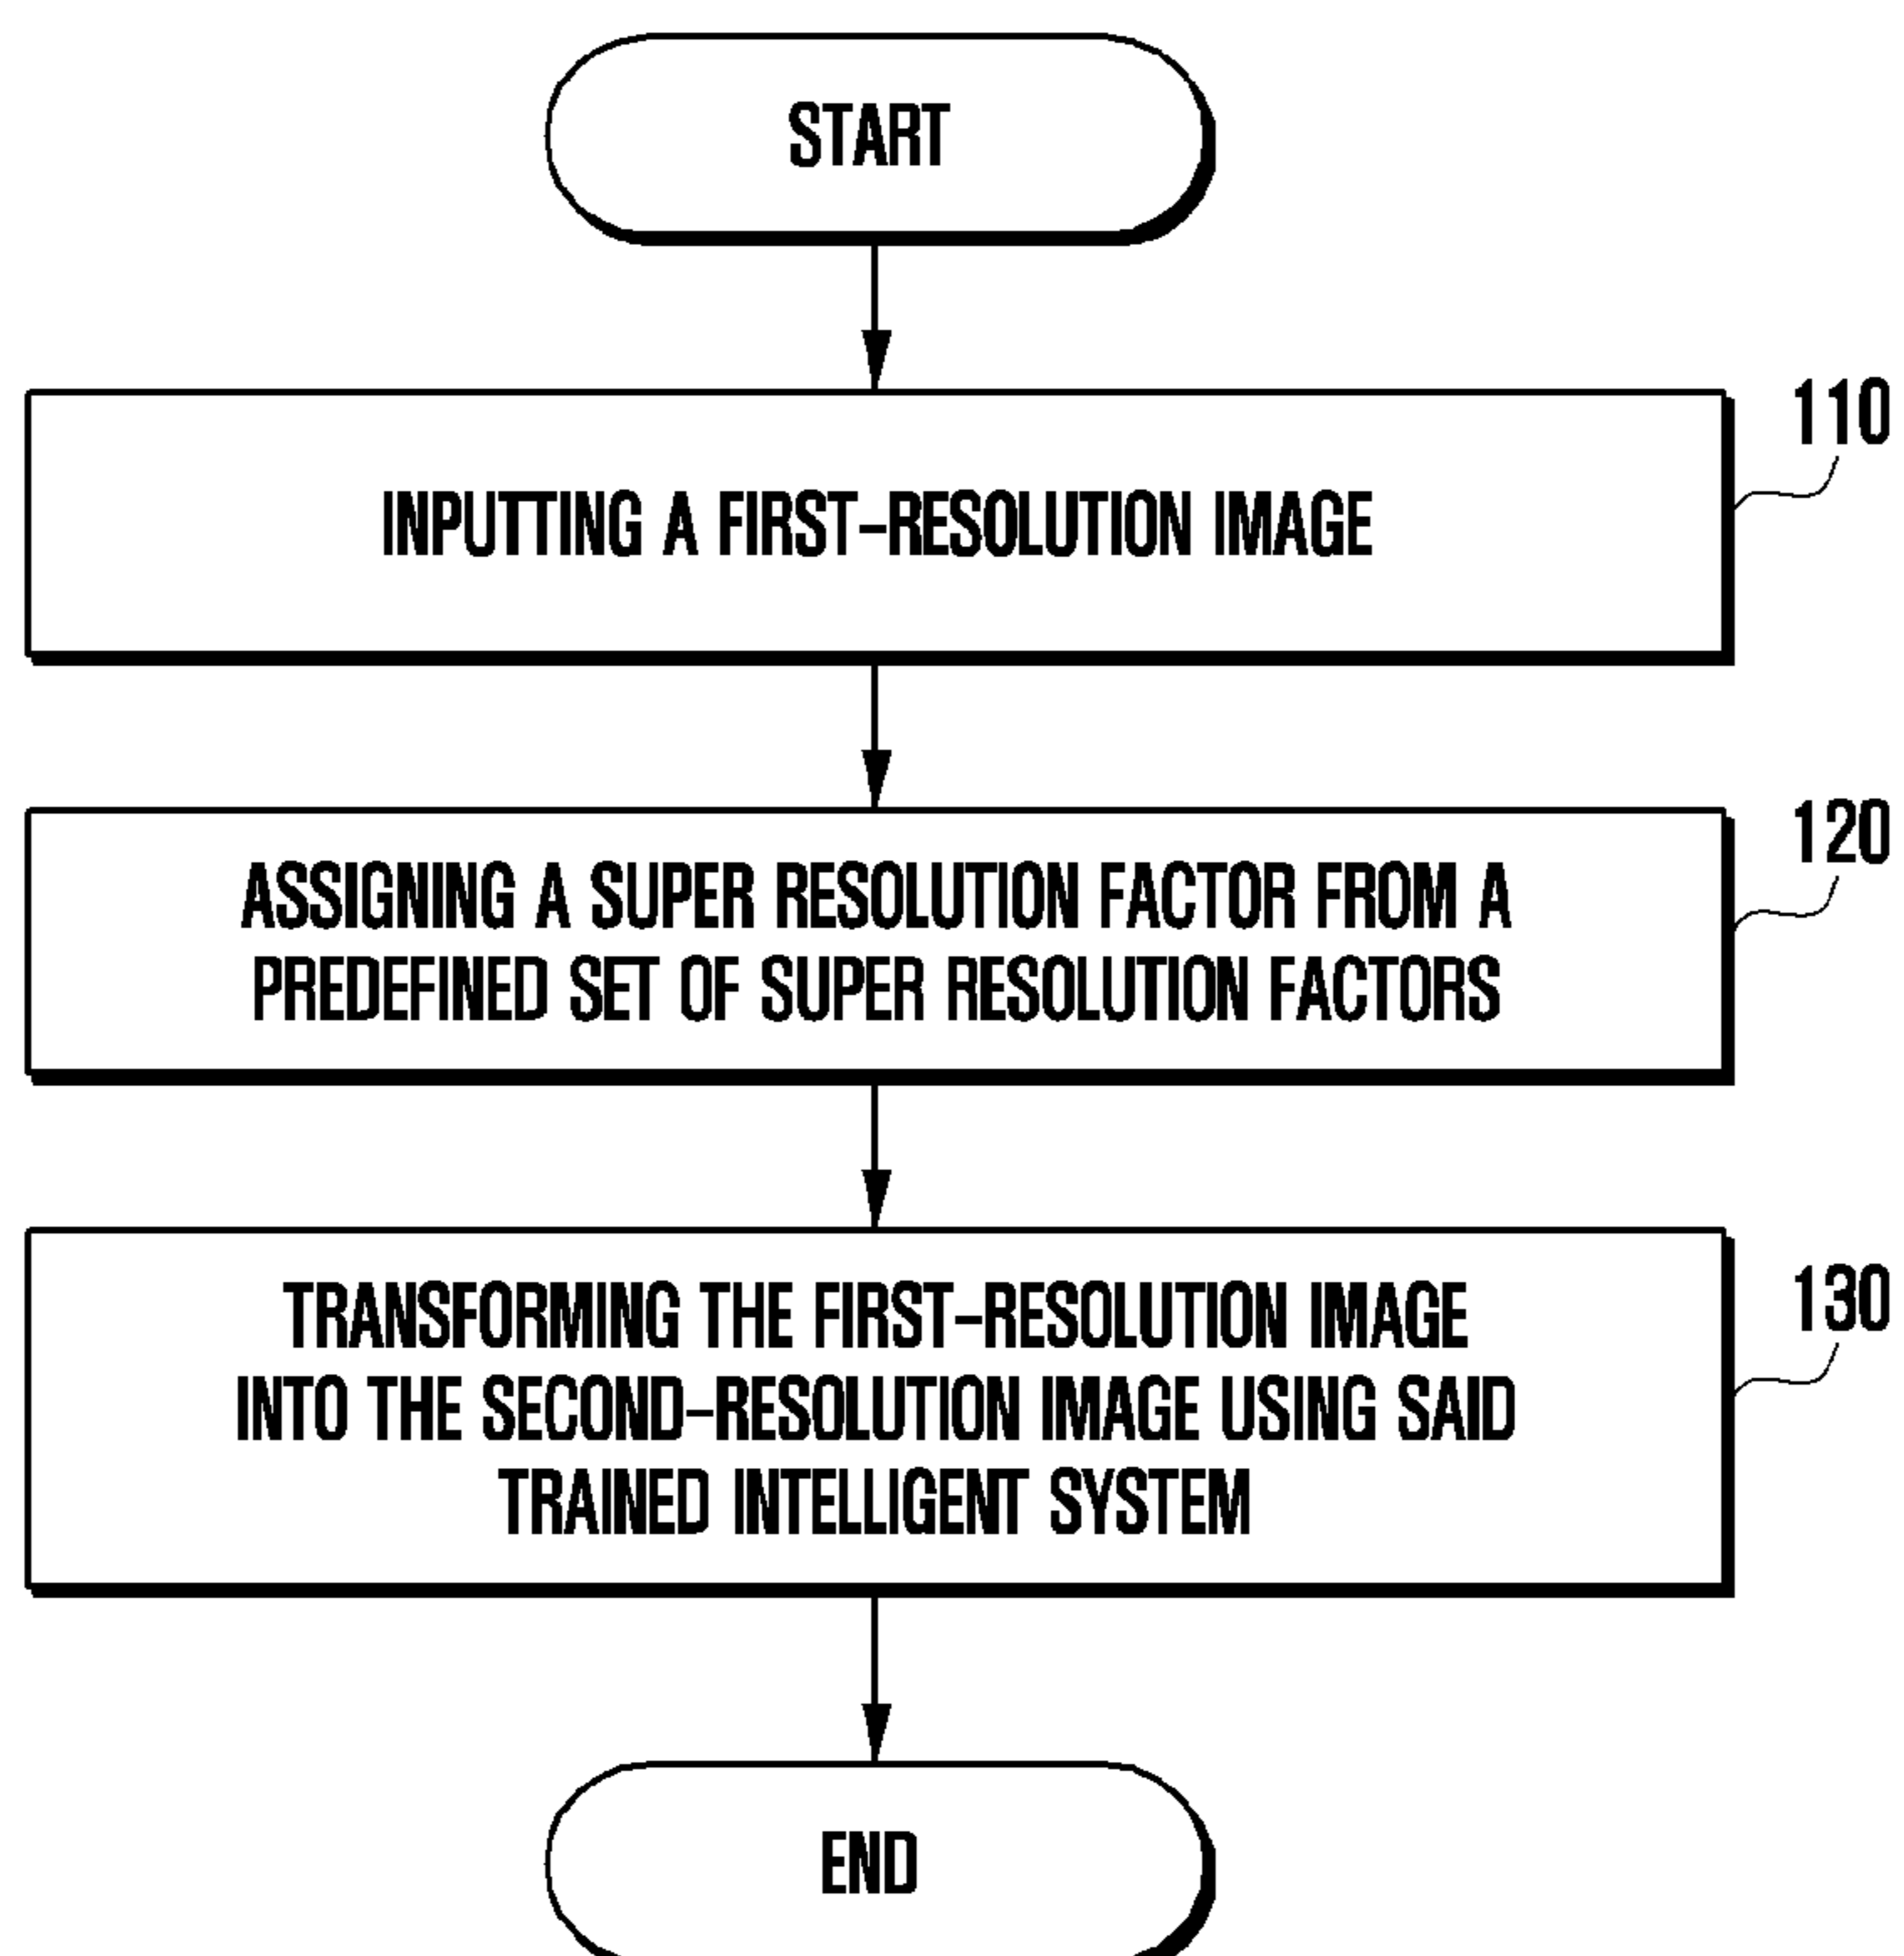 START
110
INPUTTING A FIRST-RESOLUTION IMAGE
120
ASSIGNING A SUPER RESOLUTION FACTOR FROM A
PREDEFINED SET OF SUPER RESOLUTION FACTORS
130
TRANSFORMING THE FIRST-RESOLUTION IMAGE
INTO THE SECOND-RESOLUTION IMAGE USING SAID
TRAINED INTELLIGENT SYSTEM
END